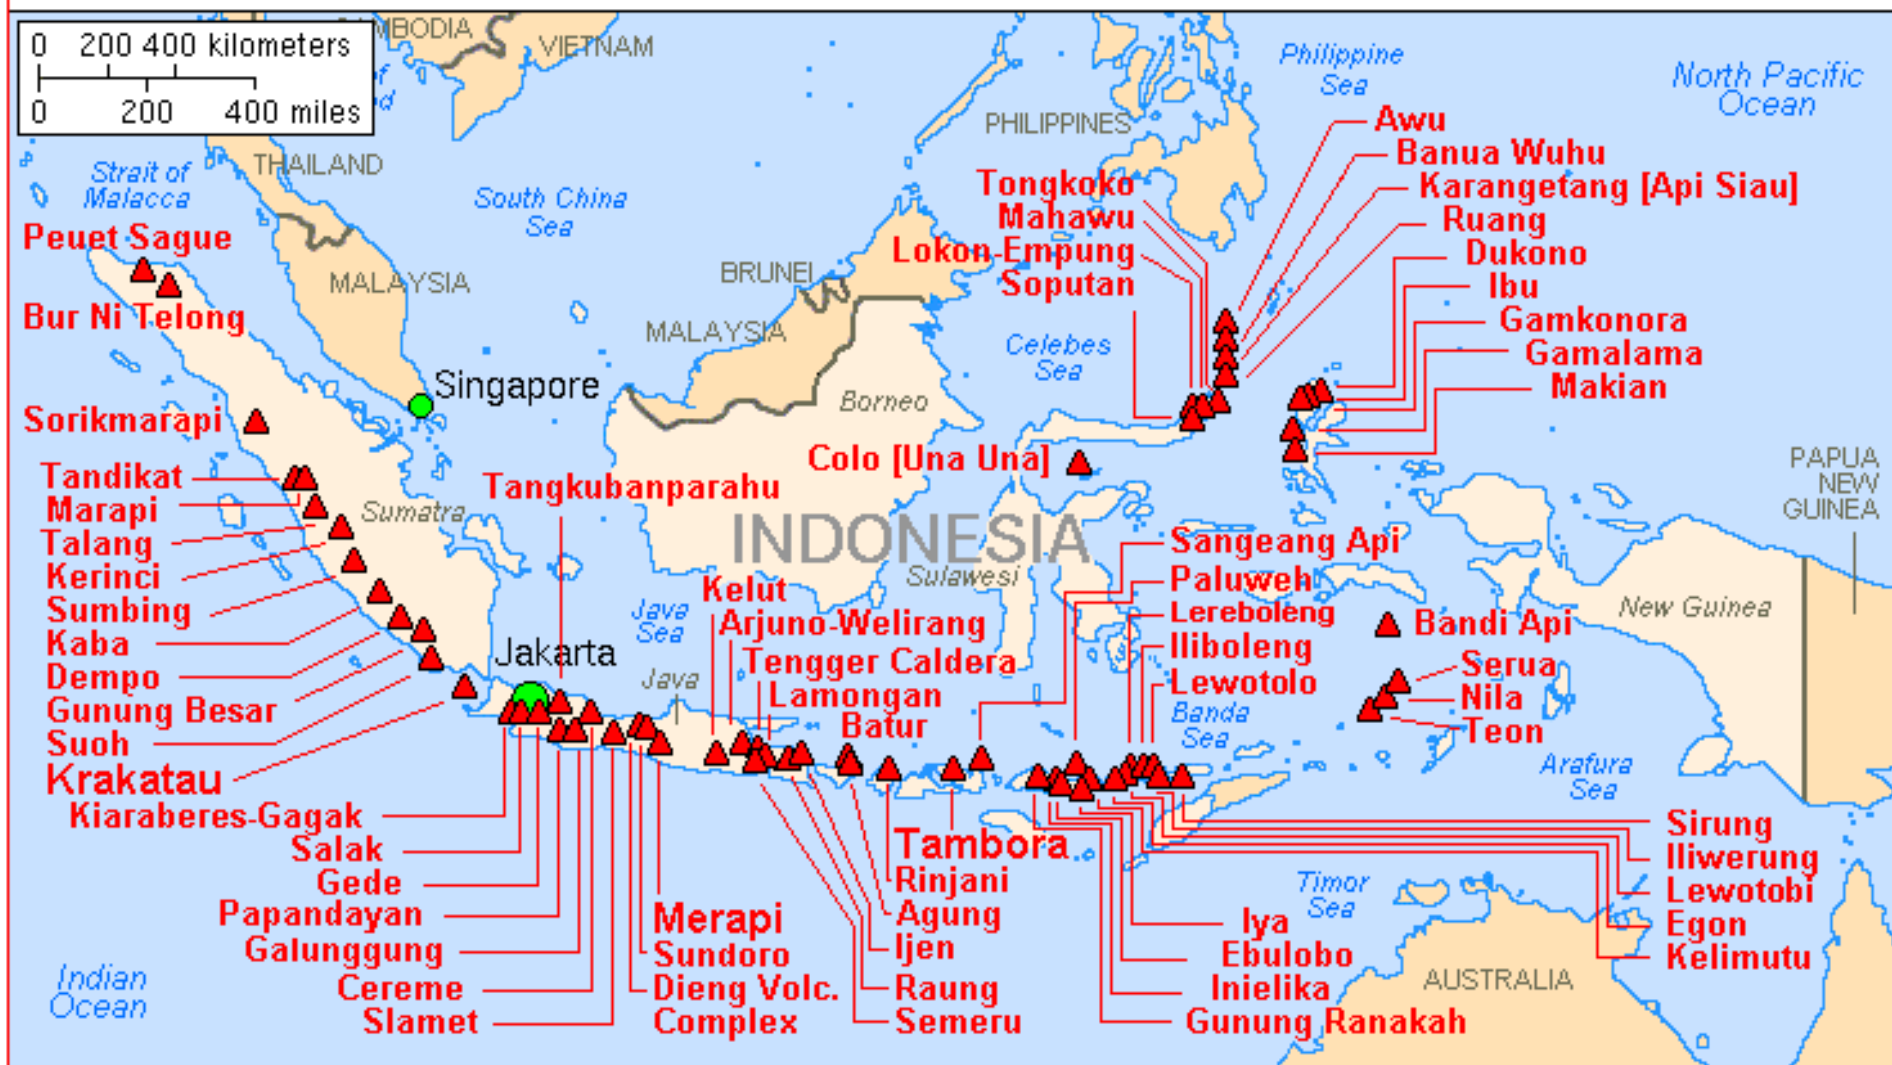 0 200 400 kilometers
0 200 400 miles
VIETNAM
THAILAND
Strait of
Malacca
South China
Sea
PHILIPPINES
Philippine
Sea
North Pacific
Ocean
Awu
Banua Wuhu
Karangetang [Api Siau]
Ruang
Dukono
Ibu
Gamkonora
Gamalama
Makian
Tongkoko
Mahawu
Lokon-Empung
Soputan
Peuet Sague
Bur Ni Telong
MALAYSIA
BRUNEI
MALAYSIA
Celebes
Sea
Singapore
Borneo
Sorikmarapi
Colo [Una Una]
PAPUA
NEW
GUINEA
Tandikat
Marapi
Talang
Kerinci
Sumbing
Kaba
Dempo
Gunung Besar
Suoh
Krakatau
Sumatra
Tangkubanparahu
INDONESIA
Sulawesi
New Guinea
Sangeang Api
Paluweh
Lereboleng
Iliboleng
Lewotolo
Banda
Sea
Bandi Api
Serua
Nila
Teon
Arafura
Sea
Java
Sea
Jakarta
Java
Kelut
Arjuno-Welirang
Tengger Caldera
Lamongan
Batur
Kiaraberes-Gagak
Salak
Gede
Papandayan
Galunggung
Cereme
Slamet
Merapi
Sundoro
Dieng Volc.
Complex
Tambora
Rinjani
Agung
Ijen
Raung
Semeru
Iya
Ebulobo
Inielika
Gunung Ranakah
Sirung
Iliwerung
Lewotobi
Egon
Kelimutu
Timor
Sea
AUSTRALIA
Indian
Ocean